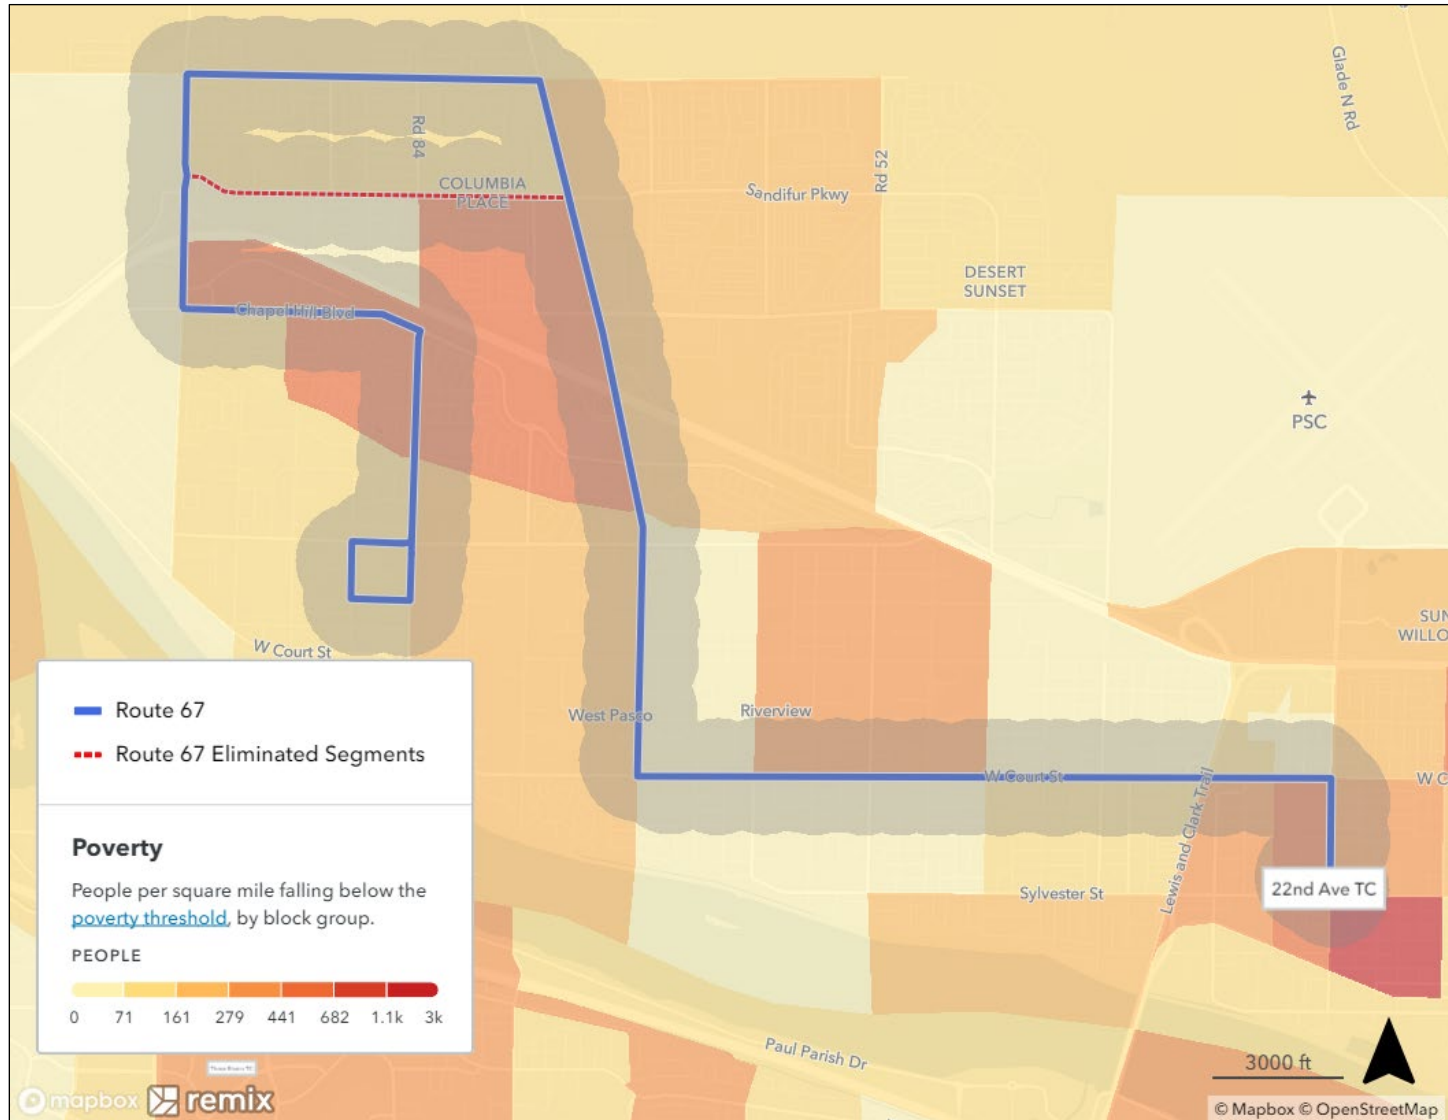 Glade N Rd
Rd 84
Rd 52
COLUMBIA
PLACE
Sandifur Pkwy
DESERT
SUNSET
Chapel Hill Blvd
PSC
SUN
WILLO
W Court St
West Pasco
Riverview
W Court St
W C
Lewis and Clark Trail
22nd Ave TC
Sylvester St
Paul Parish Dr
Route 67
Route 67 Eliminated Segments
Poverty
People per square mile falling below the
poverty threshold, by block group.
PEOPLE
0 71 161 279 441 682 1.1k 3k
3000 ft
mapbox remix
© Mapbox © OpenStreetMap